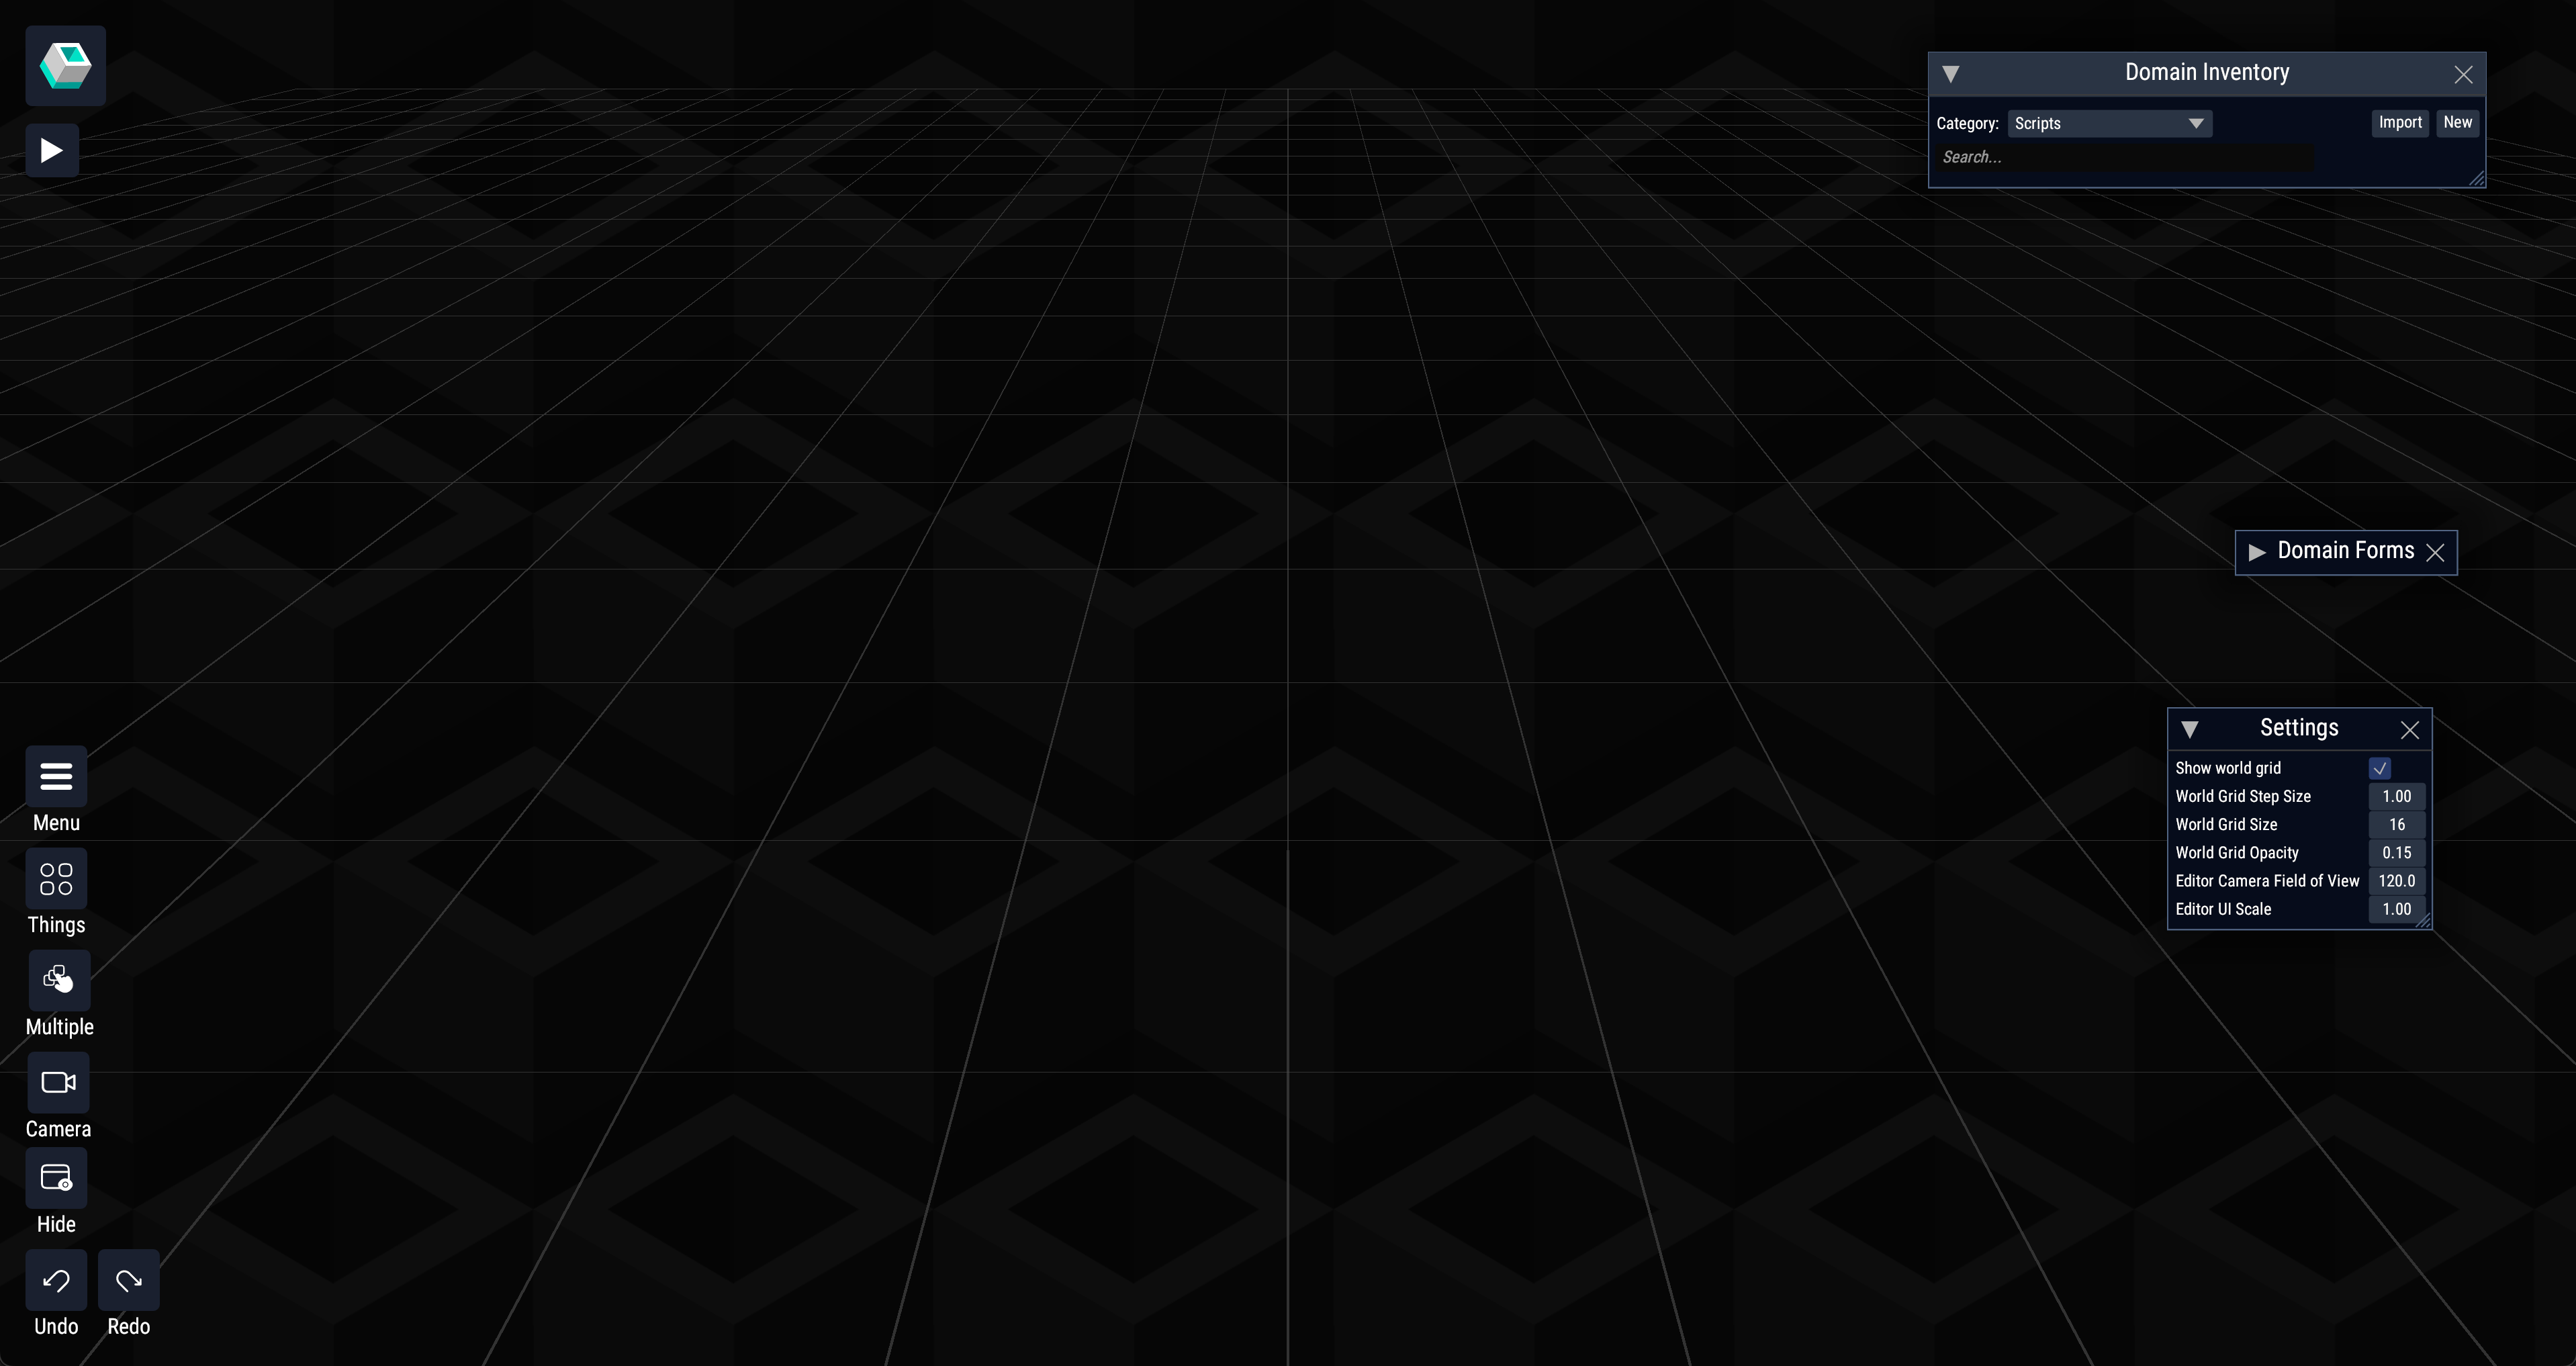 Domain Inventory
Category: Scripts Import New
Search...
Domain Forms
Settings
Show world grid
World Grid Step Size 1.00
World Grid Size 16
World Grid Opacity 0.15
Editor Camera Field of View 120.0
Editor UI Scale 1.00
Menu
Things
Multiple
Camera
Hide
Undo Redo